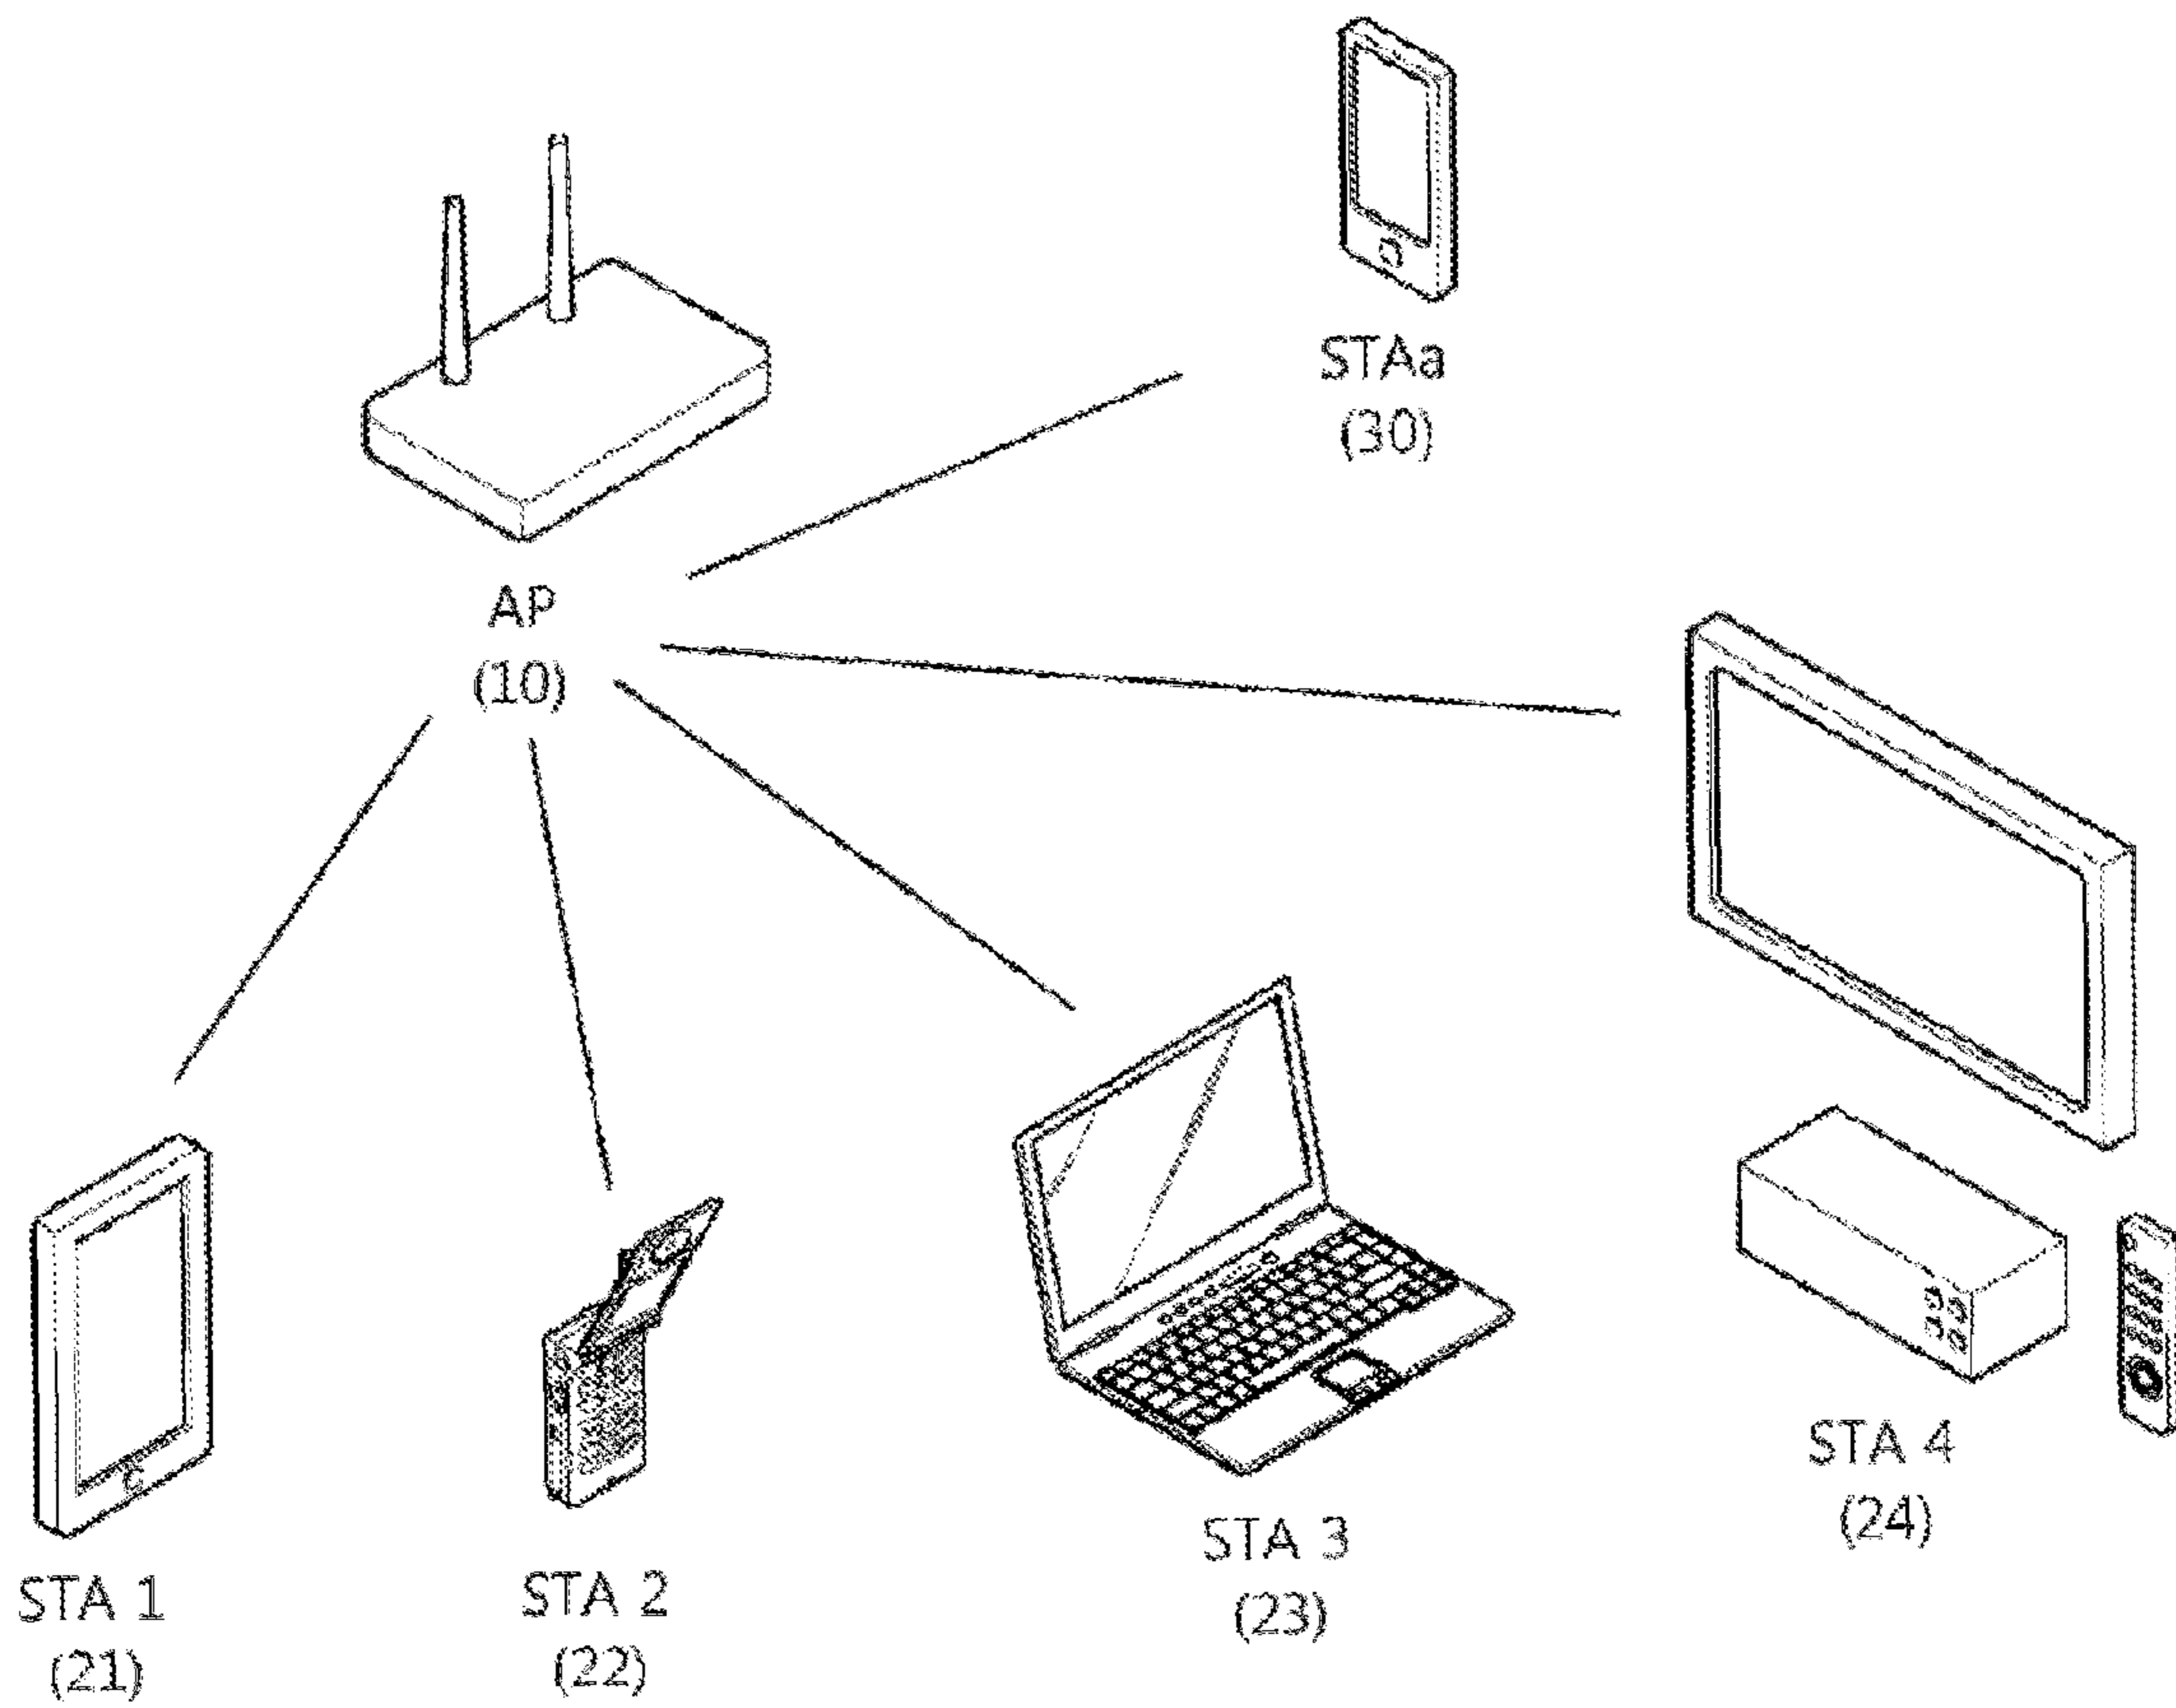 STAa
(30)
AP
(10)
STA 4
(24)
STA 3
(23)
STA 1
(21)
STA 2
(22)